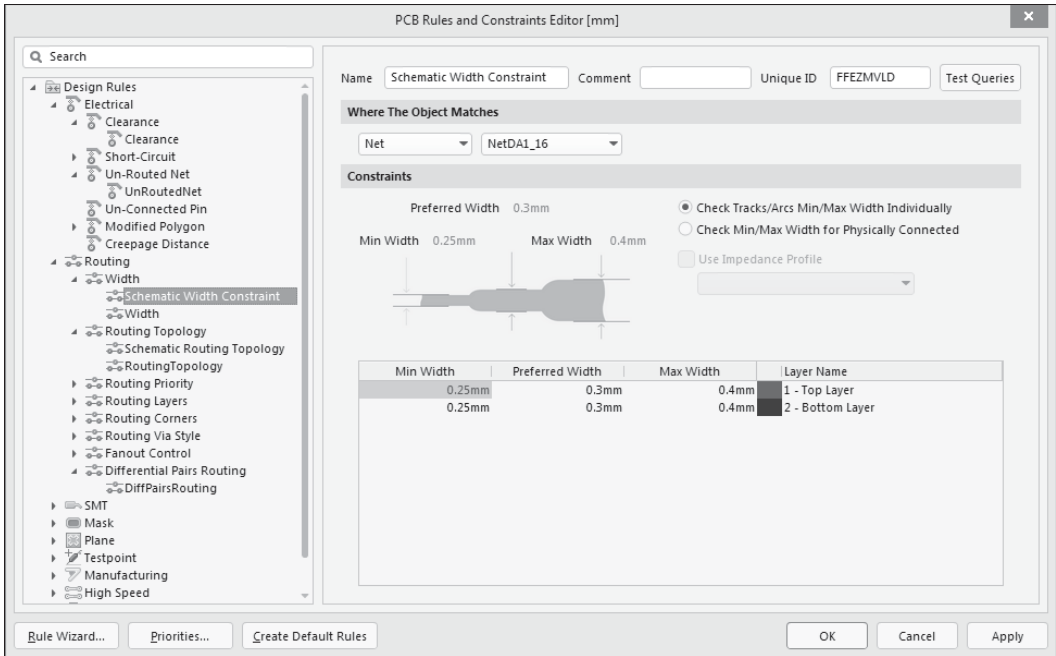 PCB Rules and Constraints Editor [mm]
Search
Design Rules
Electrical
Clearance
Clearance
Short-Circuit
Un-Routed Net
UnRoutedNet
Un-Connected Pin
Modified Polygon
Creepage Distance
Routing
Width
Schematic Width Constraint
Width
Routing Topology
Schematic Routing Topology
RoutingTopology
Routing Priority
Routing Layers
Routing Corners
Routing Via Style
Fanout Control
Differential Pairs Routing
DiffPairsRouting
SMT
Mask
Plane
Testpoint
Manufacturing
High Speed
Name Schematic Width Constraint Comment Unique ID FFEZMVLD Test Queries
Where The Object Matches
Net NetDA1_16
Constraints
Preferred Width 0.3mm
Min Width 0.25mm Max Width 0.4mm
Check Tracks/Arcs Min/Max Width Individually
Check Min/Max Width for Physically Connected
Use Impedance Profile
Min Width Preferred Width Max Width Layer Name
0.25mm 0.3mm 0.4mm 1 - Top Layer
0.25mm 0.3mm 0.4mm 2 - Bottom Layer
Rule Wizard... Priorities... Create Default Rules OK Cancel Apply